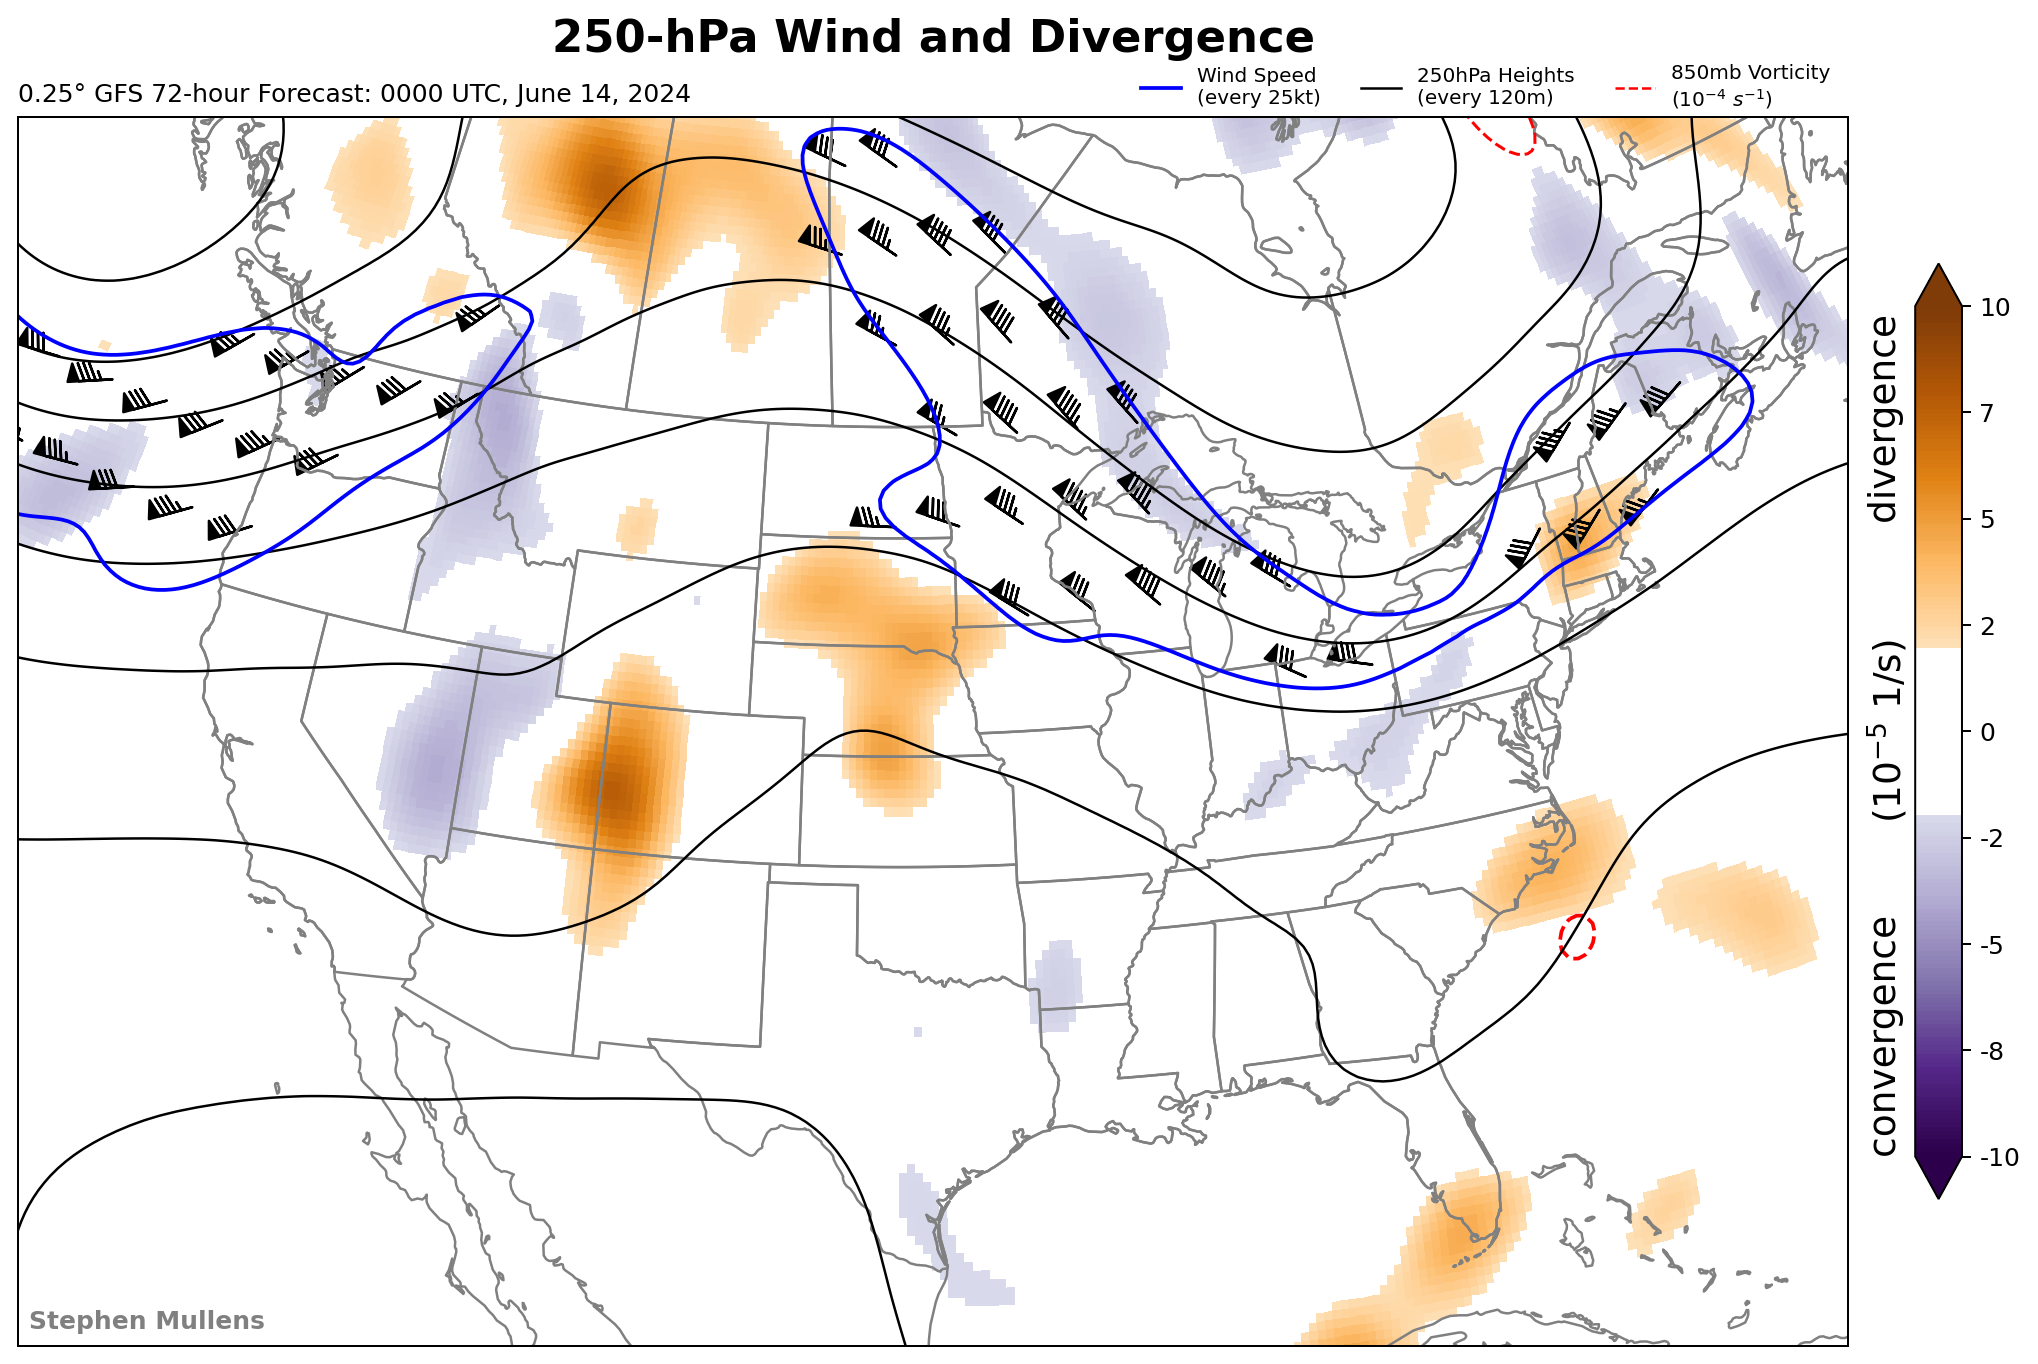 250-hPa Wind and Divergence
0.25° GFS 72-hour Forecast: 0000 UTC, June 14, 2024
Wind Speed
(every 25kt)
250hPa Heights
(every 120m)
850mb Vorticity
(10⁻⁴ s⁻¹)
10
7
5
2
0
-2
-5
-8
-10
convergence (10⁻⁵ 1/s) divergence
Stephen Mullens